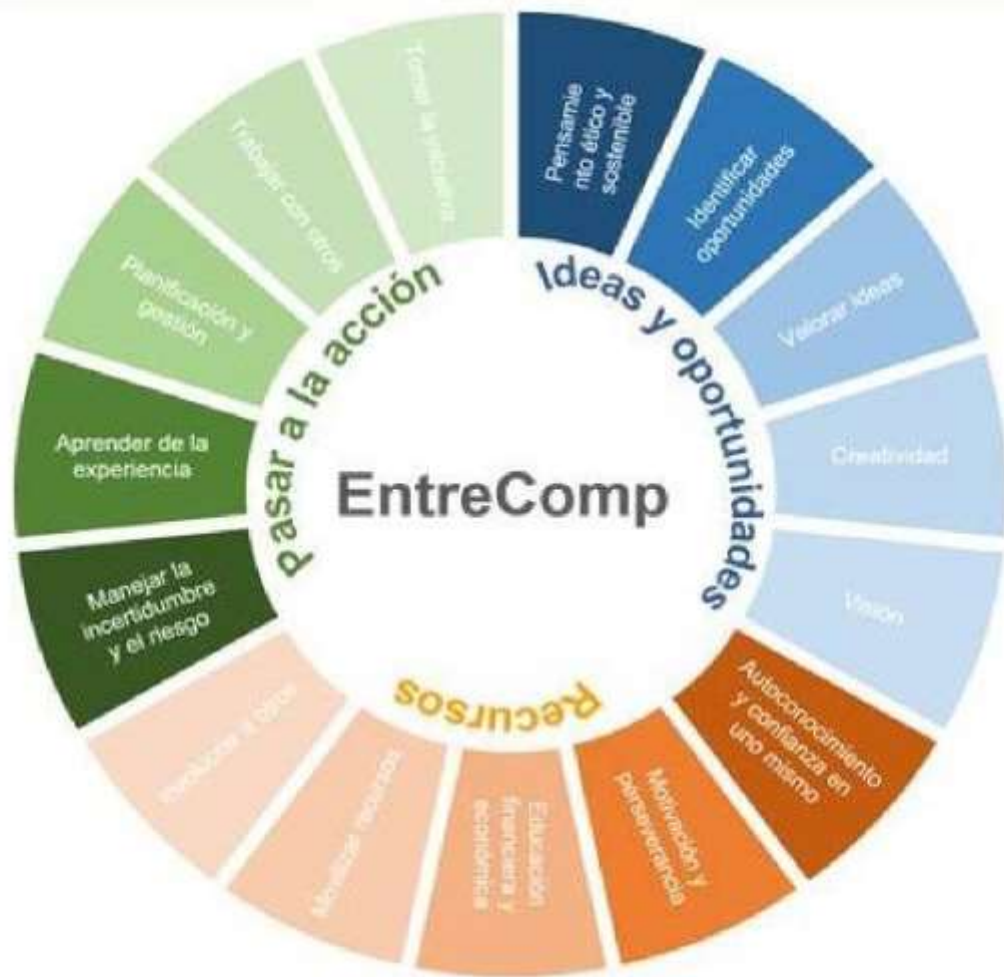 EntreComp
Ideas y oportunidades
Pensamie
nto ético y
sostenible
Identificar
oportunidades
Valorar ideas
Creatividad
Visión
Recursos
Autoconocimiento
y confianza en
uno mismo
Motivación y
perseverancia
Educación
financiera y
económica
Movilizar recursos
Involucrar a otros
Pasar a la acción
Manejar la
incertidumbre
y el riesgo
Aprender de la
experiencia
Planificación y
gestión
Trabajar con otros
Tomar la iniciativa